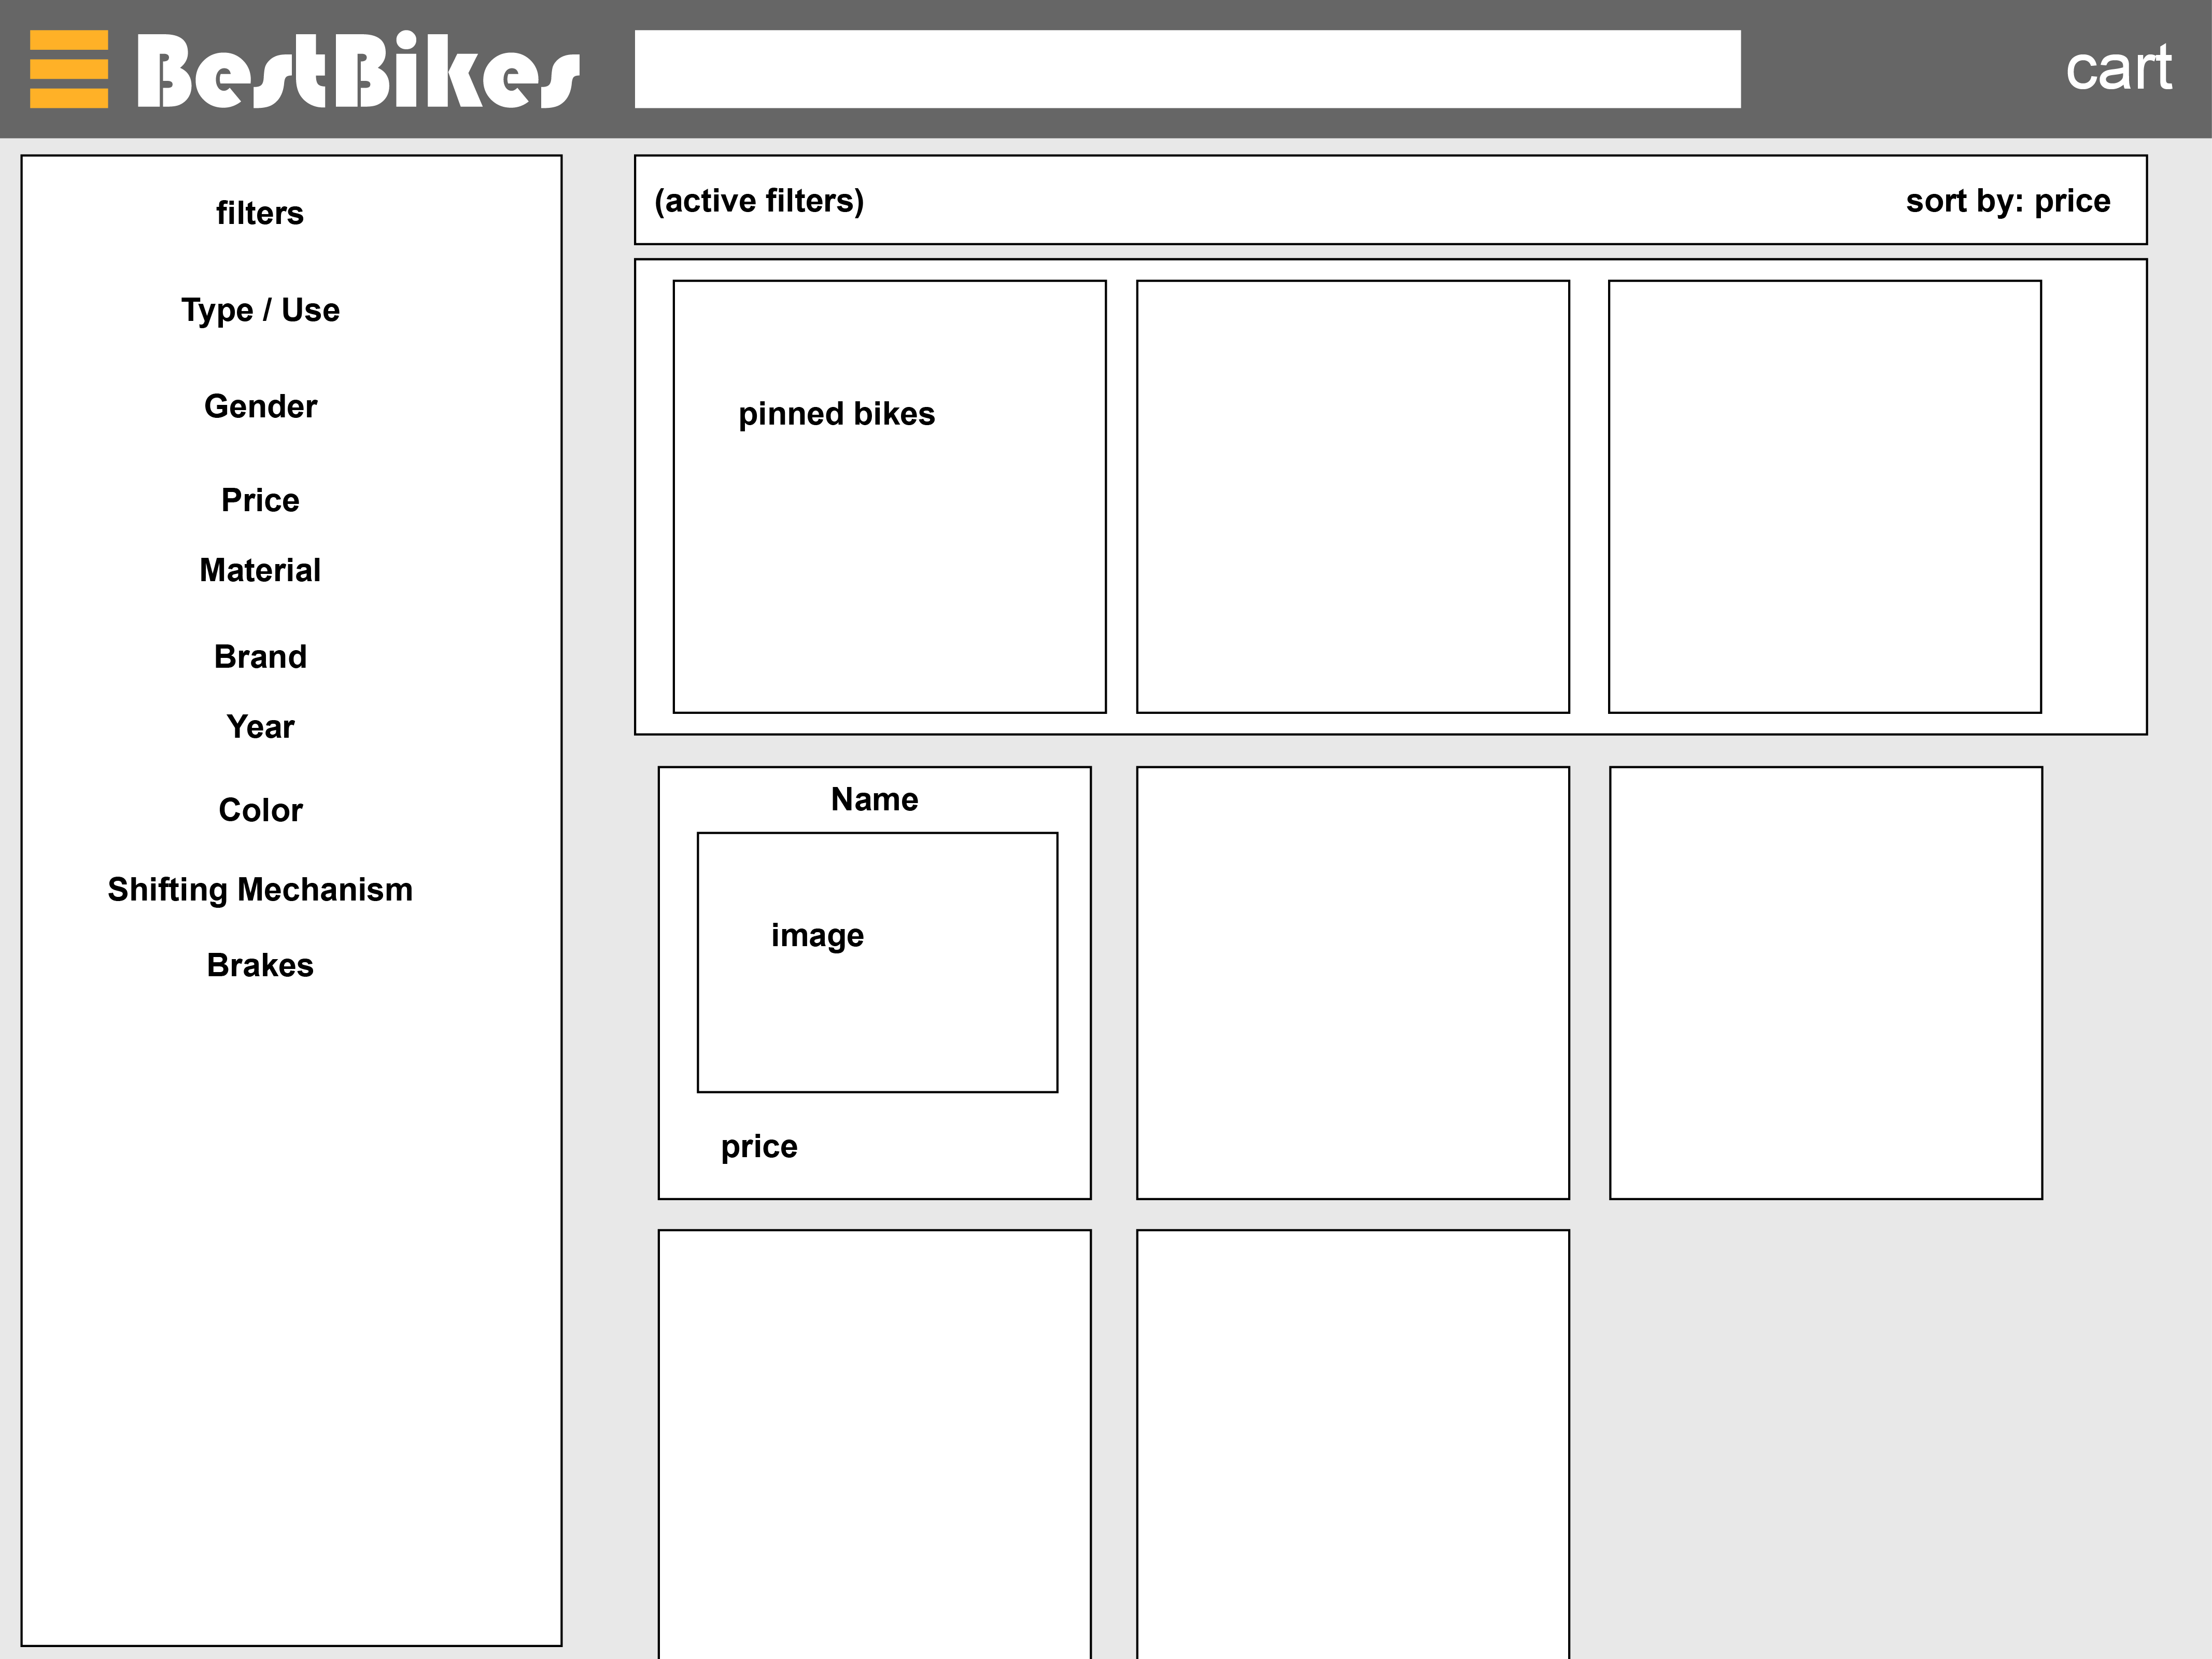 BestBikes
cart
filters
Type / Use
Gender
Price
Material
Brand
Year
Color
Shifting Mechanism
Brakes
(active filters)
sort by: price
pinned bikes
Name
image
price